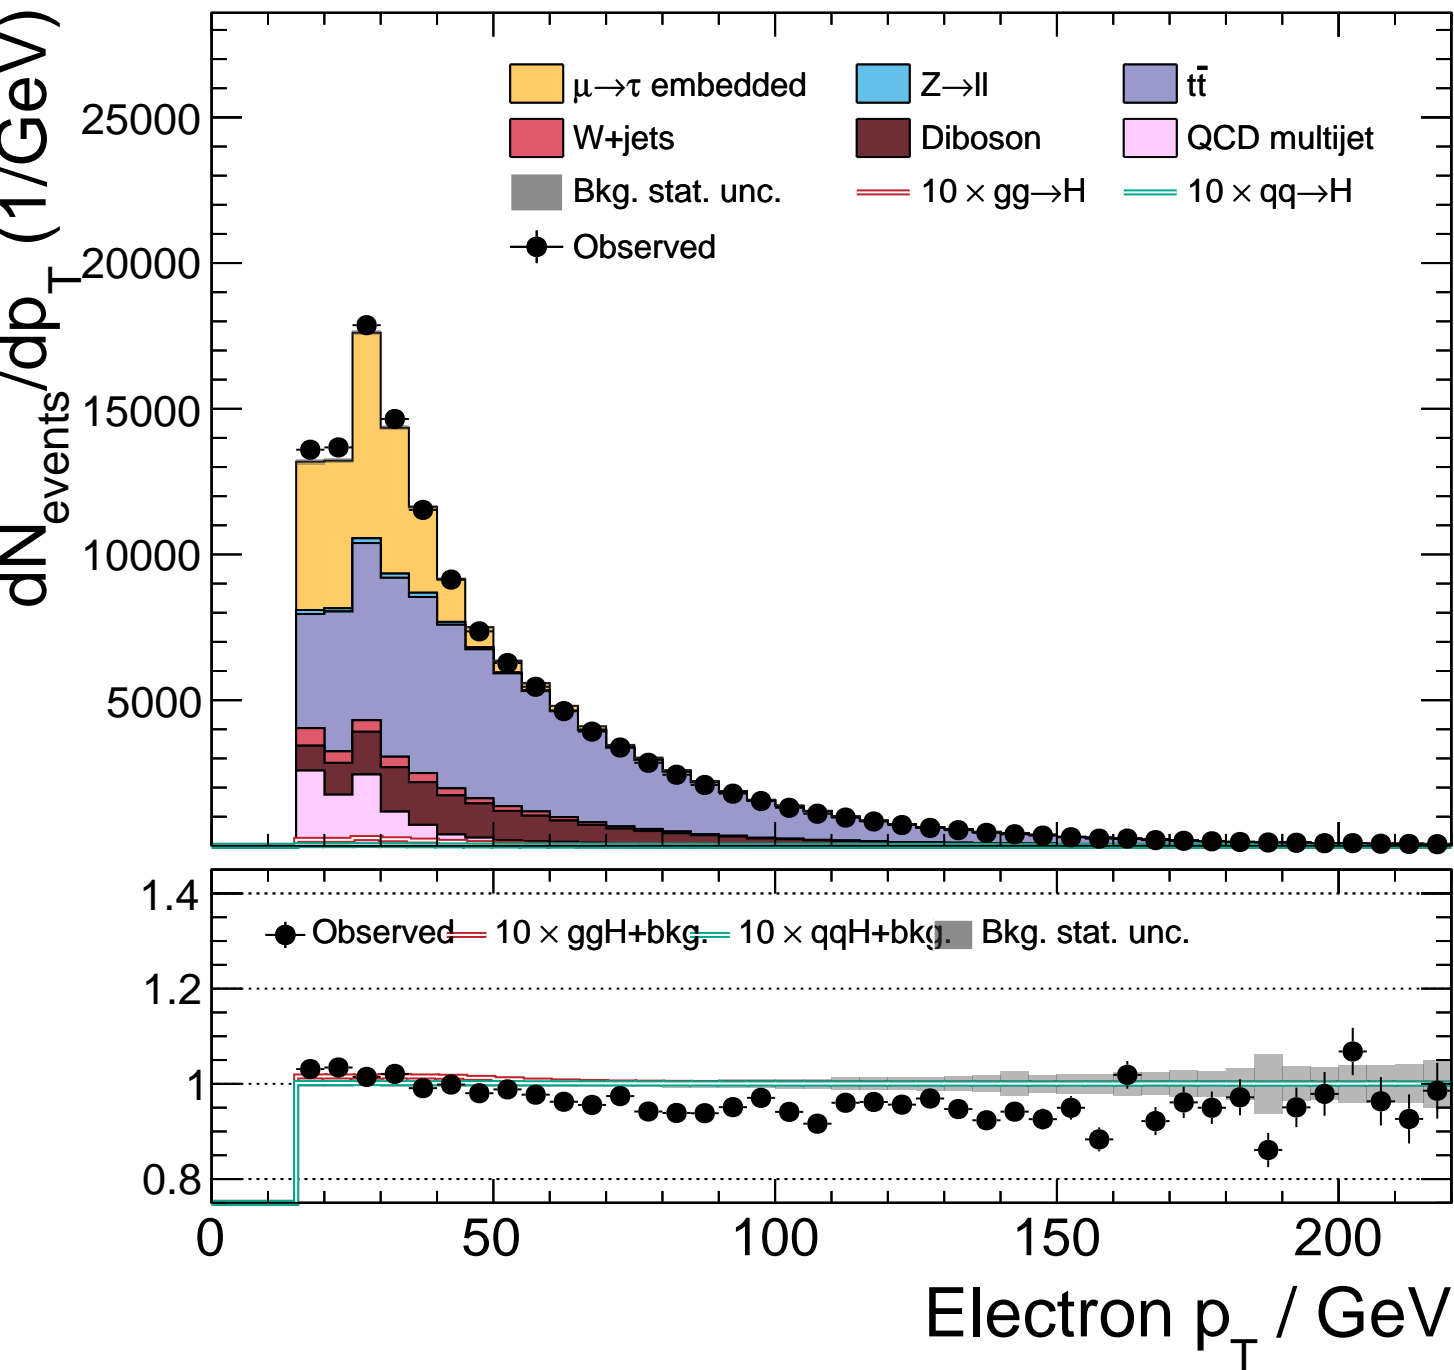 dN_events/dp_T (1/GeV)
25000
20000
15000
10000
5000
μ→τ embedded
Z→ll
tt̄
W+jets
Diboson
QCD multijet
Bkg. stat. unc.
10 × gg→H
10 × qq→H
Observed
1.4
1.2
1
0.8
Observed
10 × ggH+bkg.
10 × qqH+bkg.
Bkg. stat. unc.
0 50 100 150 200
Electron p_T / GeV